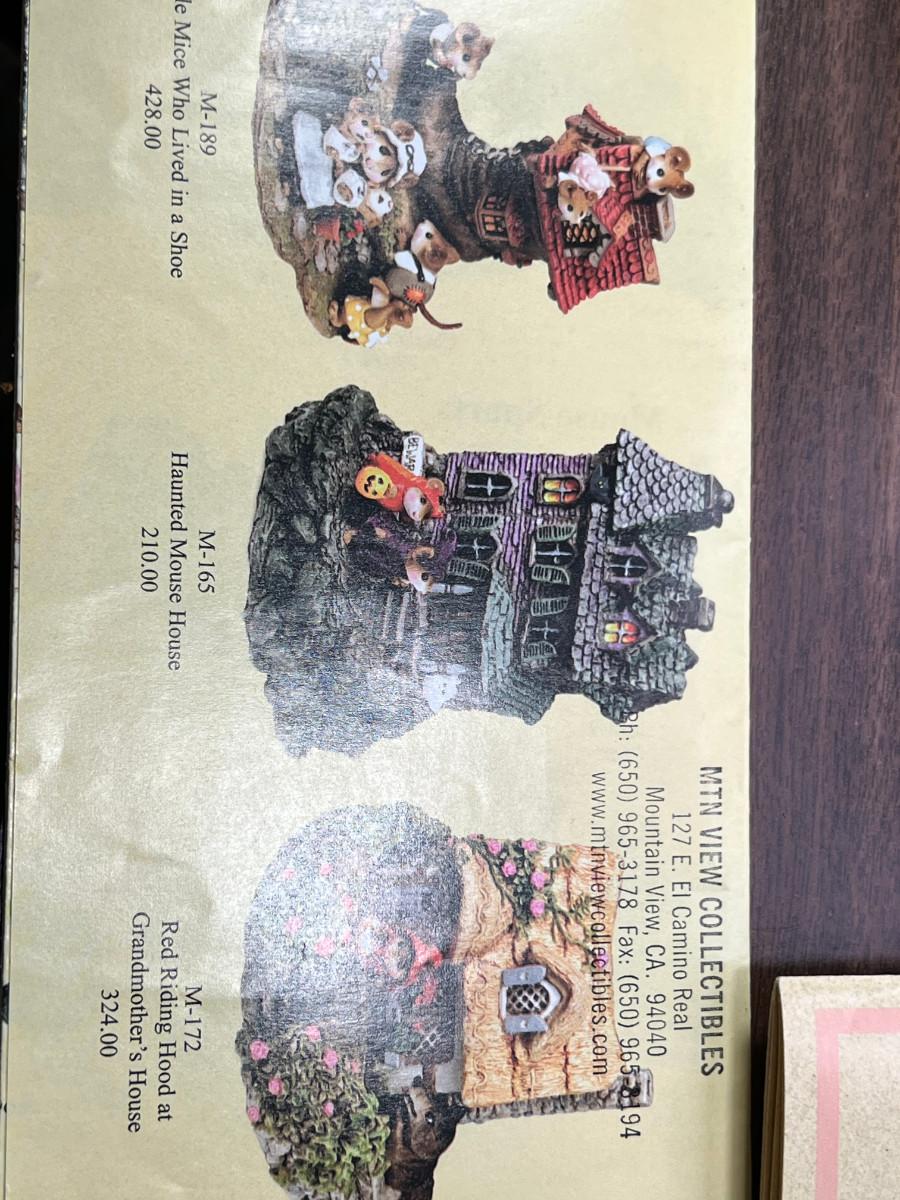 MTN VIEW COLLECTIBLES
127 E. El Camino Real
Mountain View, CA. 94040
Ph: (650) 965-3178 Fax: (650) 965-8194
www.mtnviewcollectibles.com
BEWARE
M-189
Mice Who Lived in a Shoe
428.00
M-165
Haunted Mouse House
210.00
M-172
Red Riding Hood at
Grandmother's House
324.00